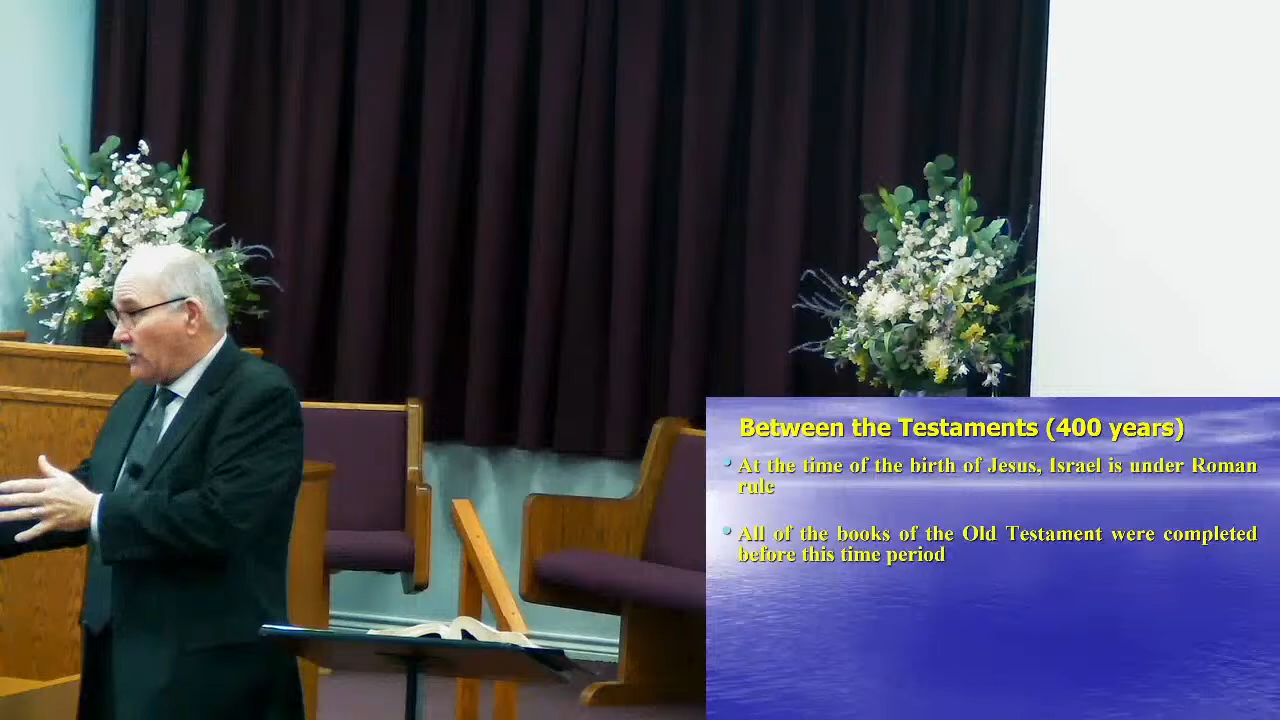 Between the Testaments (400 years)
At the time of the birth of Jesus, Israel is under Roman
rule
All of the books of the Old Testament were completed
before this time period